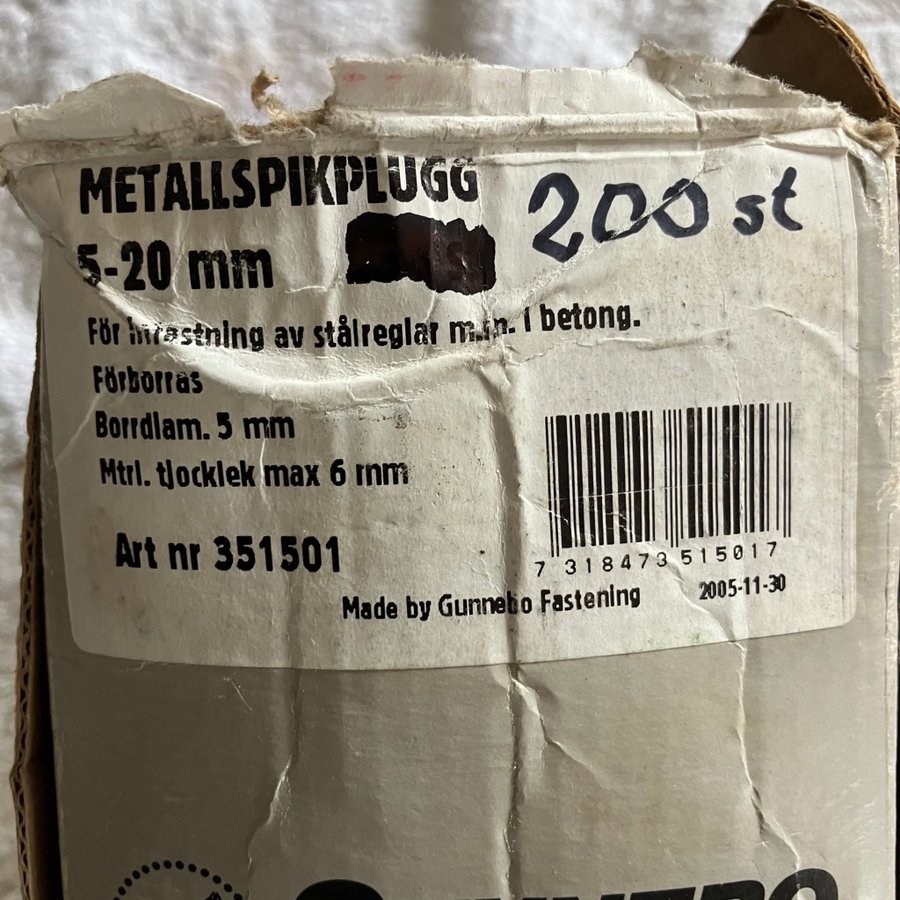 METALLSPIKPLUGG
200 st
5-20 mm
För infästning av stålreglar m.m. i betong.
Förborras
Borrdiam. 5 mm
Mtrl. tjocklek max 6 mm
Art nr 351501
7 318473 515017
Made by Gunnebo Fastening
2005-11-30